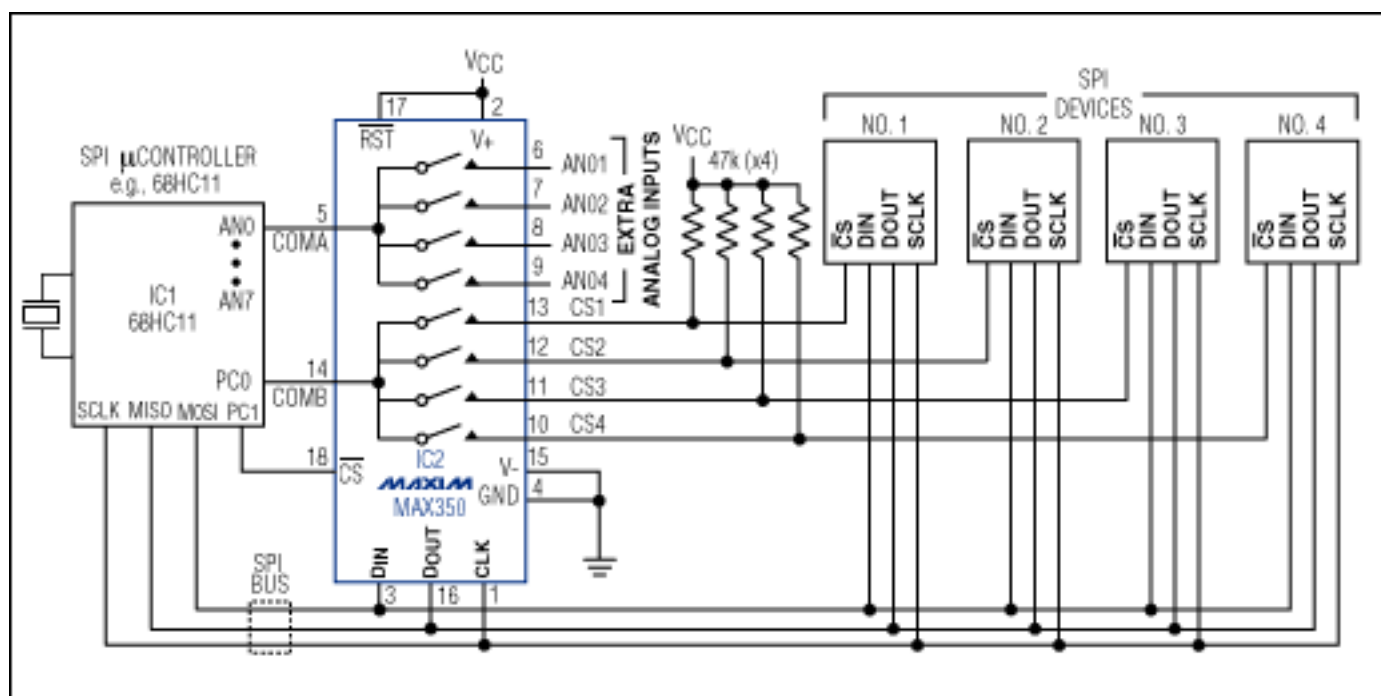 VCC
17
2
RST
V+
SPI μCONTROLLER
e.g., 68HC11
AN0
AN7
IC1
68HC11
PC0
SCLK MISO MOSI PC1
5
COMA
14
COMB
18
CS
6
AN01
7
AN02
8
AN03
9
AN04
EXTRA
ANALOG INPUTS
13
CS1
12
CS2
11
CS3
10
CS4
IC2
MAXIM
MAX350
V-
15
GND
4
DIN
DOUT
CLK
3
16
1
SPI
BUS
VCC
47k (x4)
SPI
DEVICES
NO. 1
CS
DIN
DOUT
SCLK
NO. 2
CS
DIN
DOUT
SCLK
NO. 3
CS
DIN
DOUT
SCLK
NO. 4
CS
DIN
DOUT
SCLK